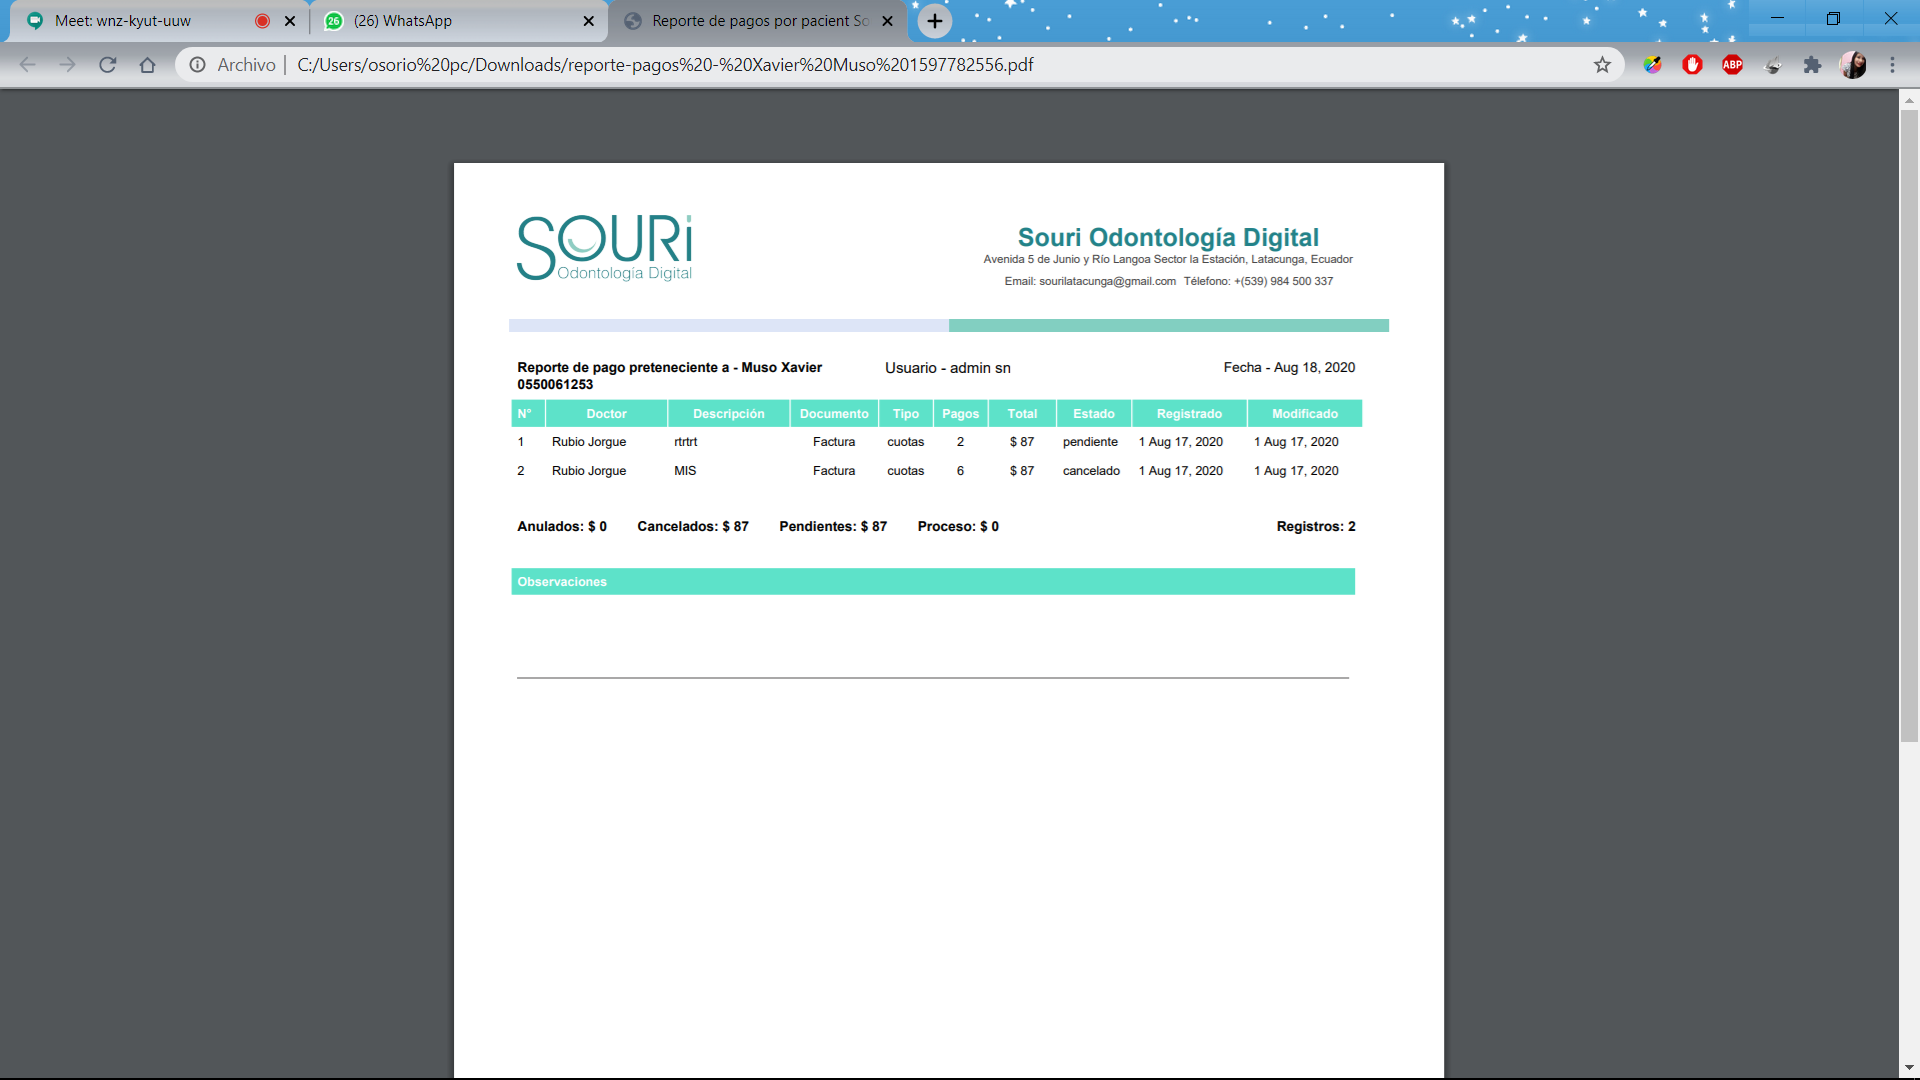 Meet: wnz-kyut-uuw
26 (26) WhatsApp
Reporte de pagos por pacient So
Archivo | C:/Users/osorio%20pc/Downloads/reporte-pagos%20-%20Xavier%20Muso%201597782556.pdf
ABP
SOURi
Odontología Digital
Souri Odontología Digital
Avenida 5 de Junio y Río Langoa Sector la Estación, Latacunga, Ecuador
Email: sourilatacunga@gmail.com Télefono: +(539) 984 500 337
Reporte de pago preteneciente a - Muso Xavier
0550061253
Usuario - admin sn
Fecha - Aug 18, 2020
N° Doctor Descripción Documento Tipo Pagos Total Estado Registrado Modificado
1 Rubio Jorgue rtrtrt Factura cuotas 2 $ 87 pendiente 1 Aug 17, 2020 1 Aug 17, 2020
2 Rubio Jorgue MIS Factura cuotas 6 $ 87 cancelado 1 Aug 17, 2020 1 Aug 17, 2020
Anulados: $ 0 Cancelados: $ 87 Pendientes: $ 87 Proceso: $ 0 Registros: 2
Observaciones